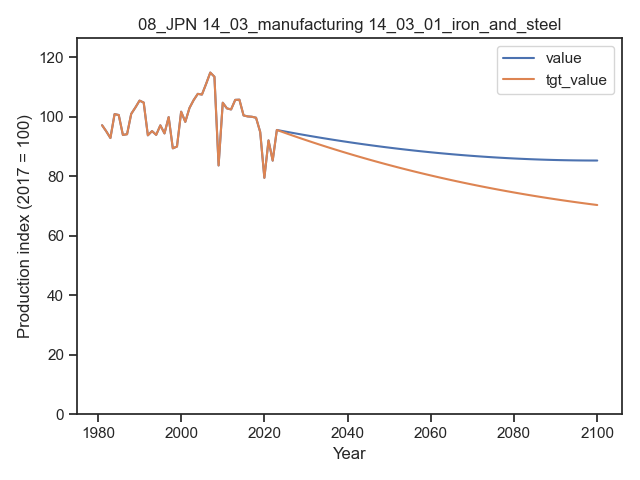 08_JPN 14_03_manufacturing 14_03_01_iron_and_steel
value
tgt_value
Production index (2017 = 100)
120
100
80
60
40
20
0
1980 2000 2020 2040 2060 2080 2100
Year